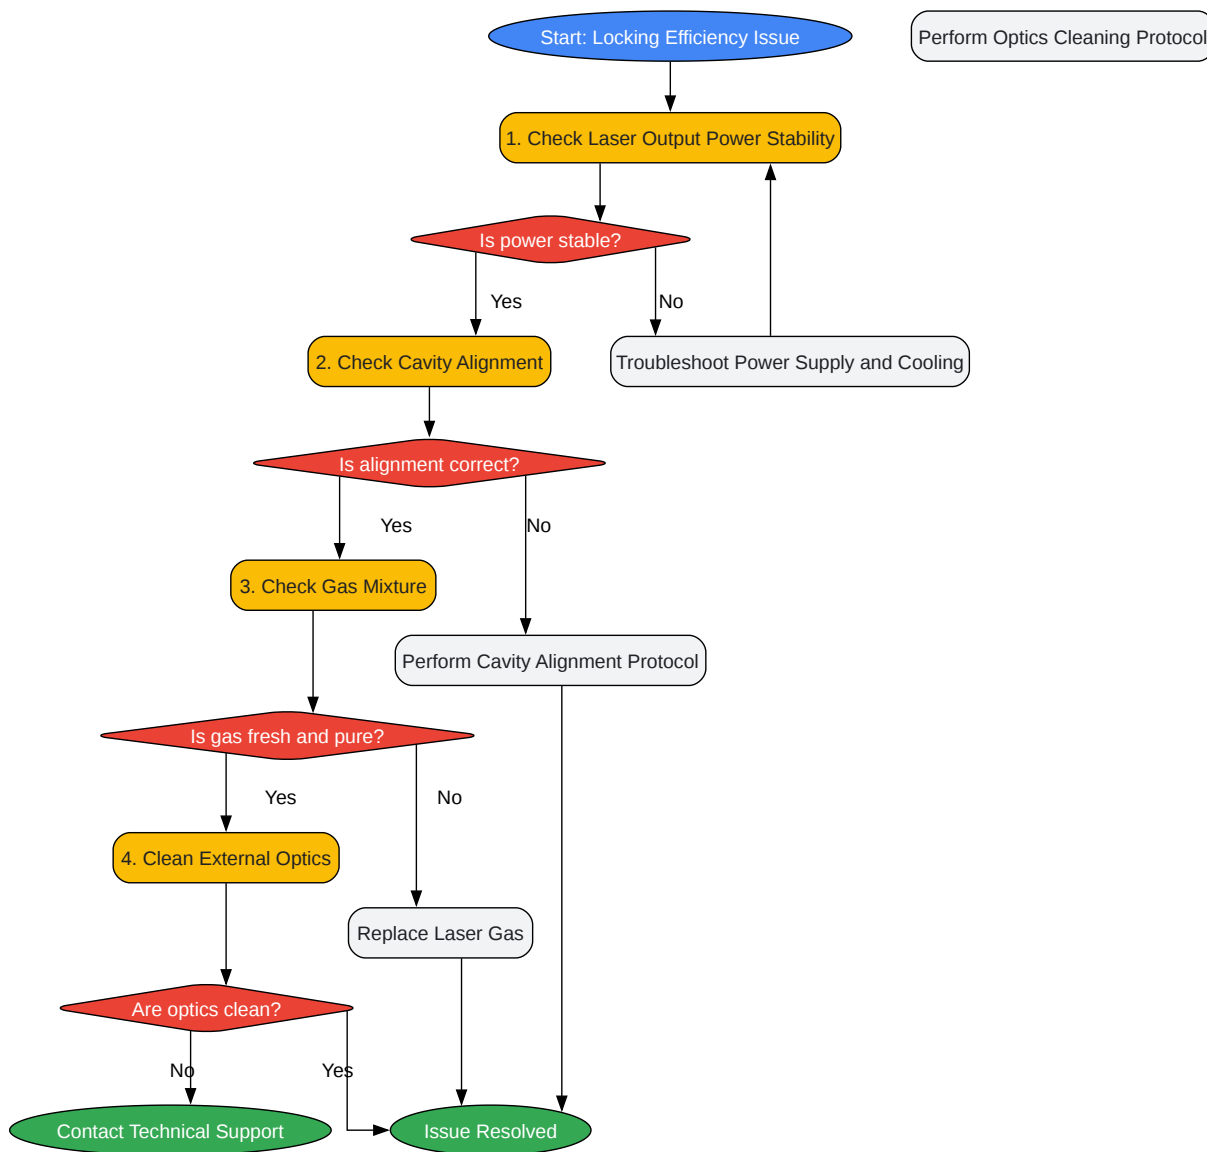 Start: Locking Efficiency Issue
Perform Optics Cleaning Protocol
1. Check Laser Output Power Stability
Is power stable?
Yes
No
2. Check Cavity Alignment
Troubleshoot Power Supply and Cooling
Is alignment correct?
Yes
No
3. Check Gas Mixture
Perform Cavity Alignment Protocol
Is gas fresh and pure?
Yes
No
4. Clean External Optics
Replace Laser Gas
Are optics clean?
No
Yes
Contact Technical Support
Issue Resolved